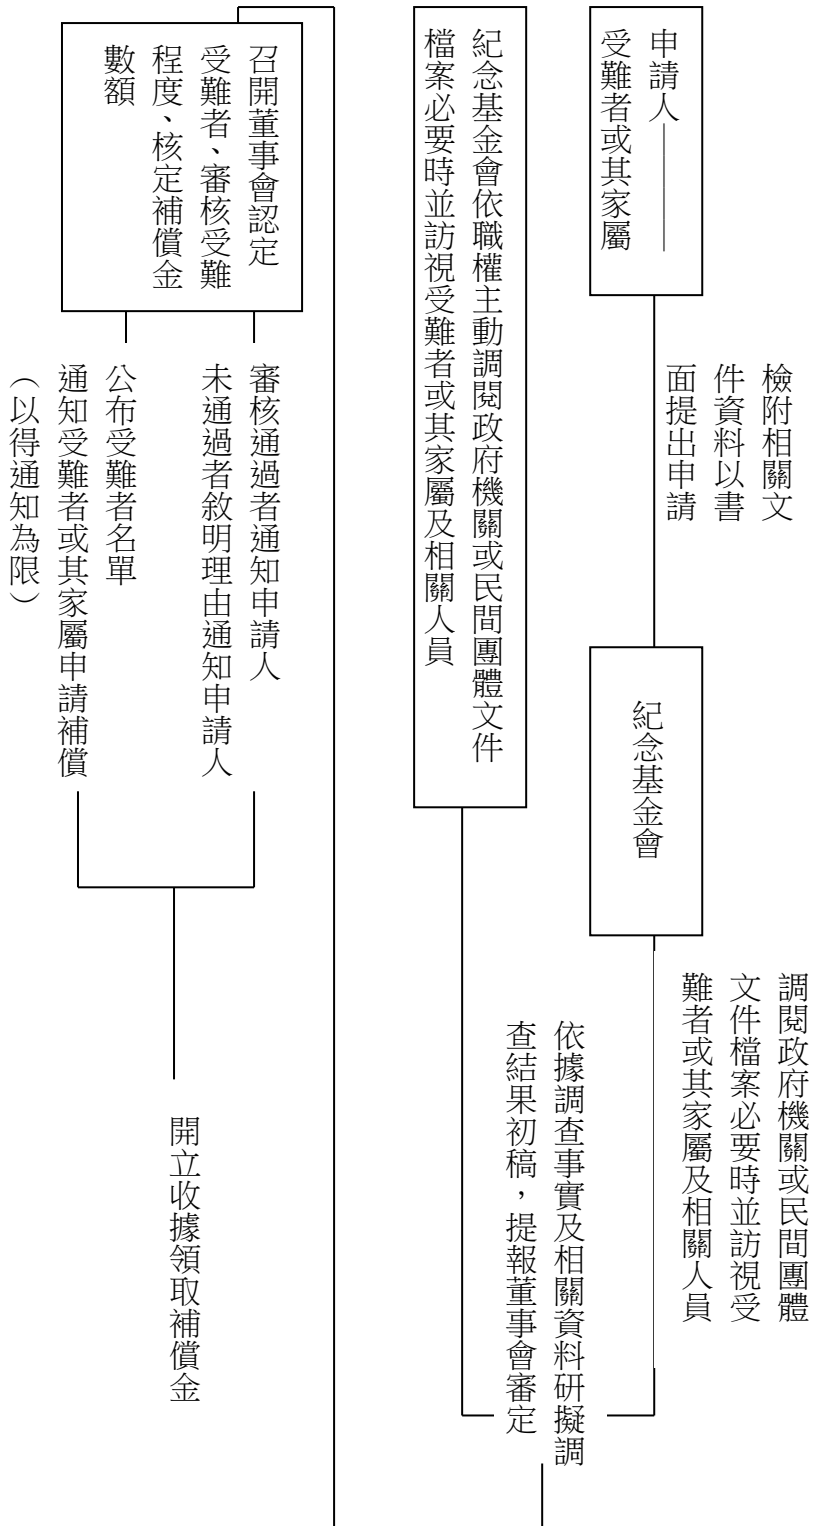 申請人————
受難者或其家屬
檢附相關文
件資料以書
面提出申請
紀念基金會
調閱政府機關或民間團體
文件檔案必要時並訪視受
難者或其家屬及相關人員
紀念基金會依職權主動調閱政府機關或民間團體文件
檔案必要時並訪視受難者或其家屬及相關人員
依據調查事實及相關資料研擬調
查結果初稿，提報董事會審定
召開董事會認定
受難者、審核受難
程度、核定補償金
數額
審核通過者通知申請人
未通過者敘明理由通知申請人
公布受難者名單
通知受難者或其家屬申請補償
（以得通知為限）
開立收據領取補償金